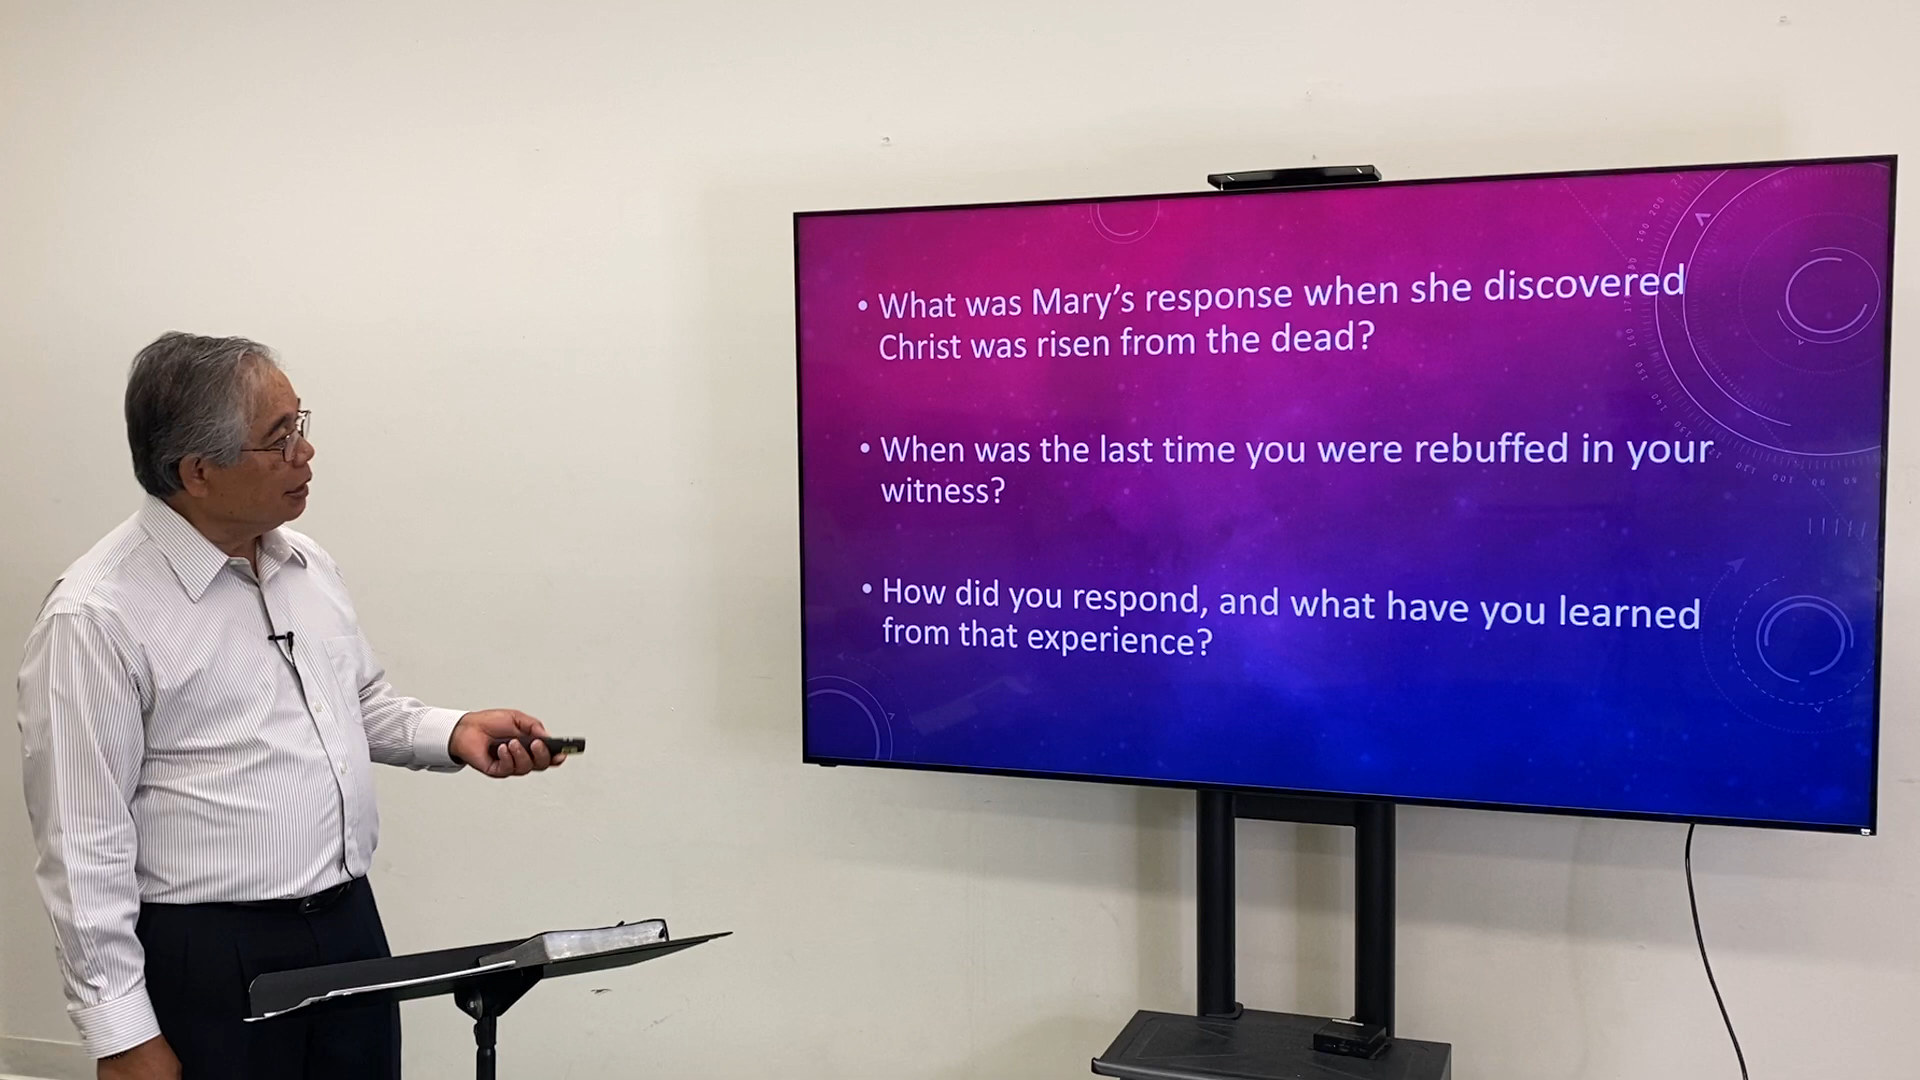 • What was Mary's response when she discovered
Christ was risen from the dead?
• When was the last time you were rebuffed in your
witness?
• How did you respond, and what have you learned
from that experience?